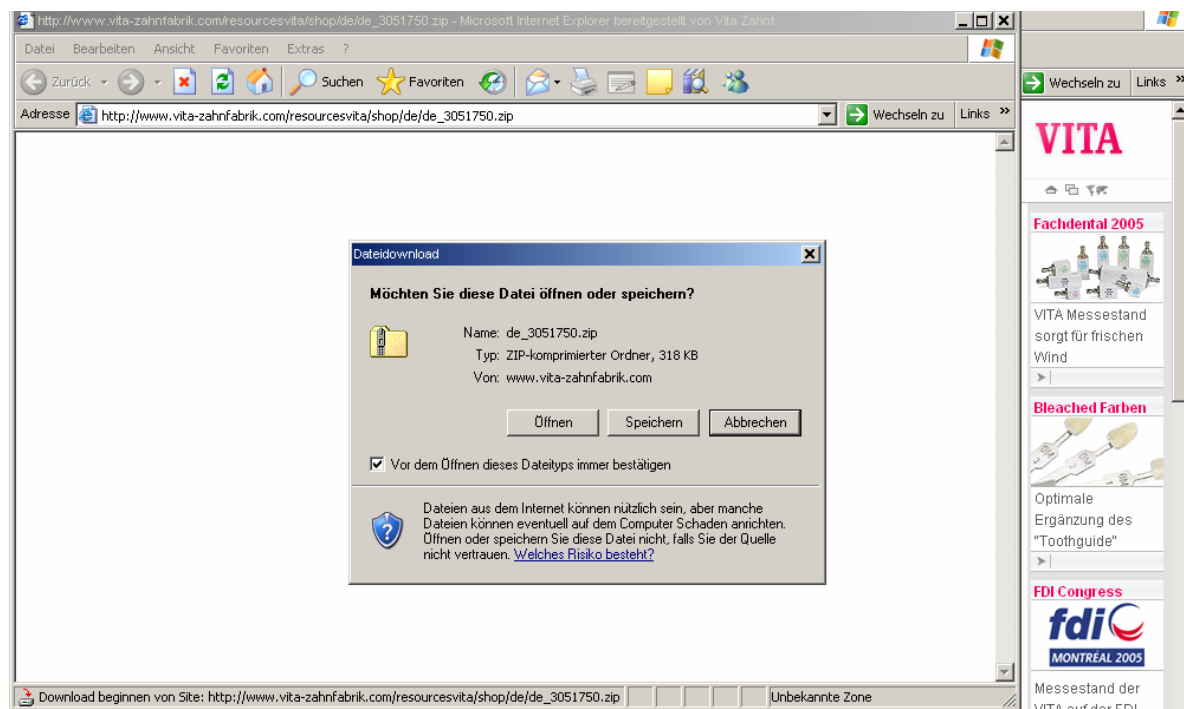 http://www.vita-zahnfabrik.com/resourcesvita/shop/de/de_3051750.zip - Microsoft Internet Explorer bereitgestellt von Vita Zahnf
Datei Bearbeiten Ansicht Favoriten Extras ?
Zurück Suchen Favoriten
Adresse http://www.vita-zahnfabrik.com/resourcesvita/shop/de/de_3051750.zip Wechseln zu Links »
Dateidownload
Möchten Sie diese Datei öffnen oder speichern?
Name: de_3051750.zip
Typ: ZIP-komprimierter Ordner, 318 KB
Von: www.vita-zahnfabrik.com
Öffnen Speichern Abbrechen
Vor dem Öffnen dieses Dateityps immer bestätigen
Dateien aus dem Internet können nützlich sein, aber manche
Dateien können eventuell auf dem Computer Schaden anrichten.
Öffnen oder speichern Sie diese Datei nicht, falls Sie der Quelle
nicht vertrauen. Welches Risiko besteht?
Download beginnen von Site: http://www.vita-zahnfabrik.com/resourcesvita/shop/de/de_3051750.zip Unbekannte Zone
Wechseln zu Links »
VITA
Fachdental 2005
VITA Messestand
sorgt für frischen
Wind
Bleached Farben
Optimale
Ergänzung des
"Toothguide"
FDI Congress
fdi
MONTRÉAL 2005
Messestand der
VITA auf der FDI